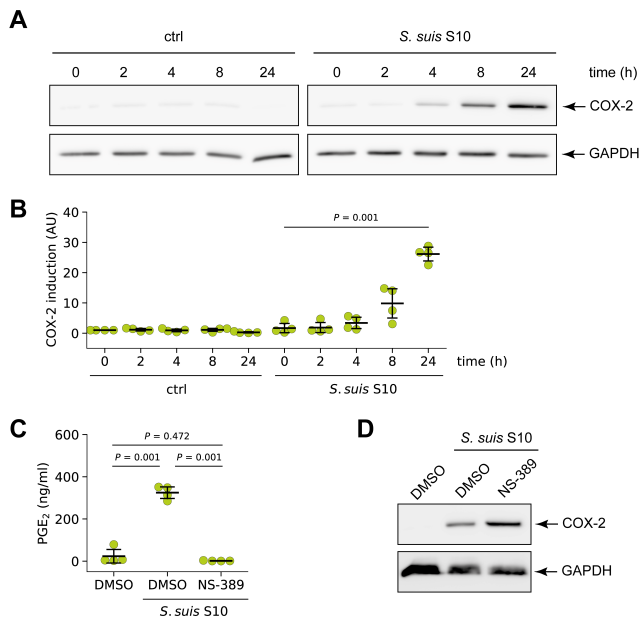 A
ctrl
S. suis S10
0 2 4 8 24 0 2 4 8 24 time (h)
COX-2
GAPDH
B
COX-2 induction (AU)
40
30
20
10
0
P = 0.001
0 2 4 8 24 0 2 4 8 24 time (h)
ctrl
S. suis S10
C
PGE2 (ng/ml)
600
400
200
0
P = 0.472
P = 0.001 P = 0.001
DMSO DMSO NS-389
S. suis S10
D
S. suis S10
DMSO DMSO NS-389
COX-2
GAPDH